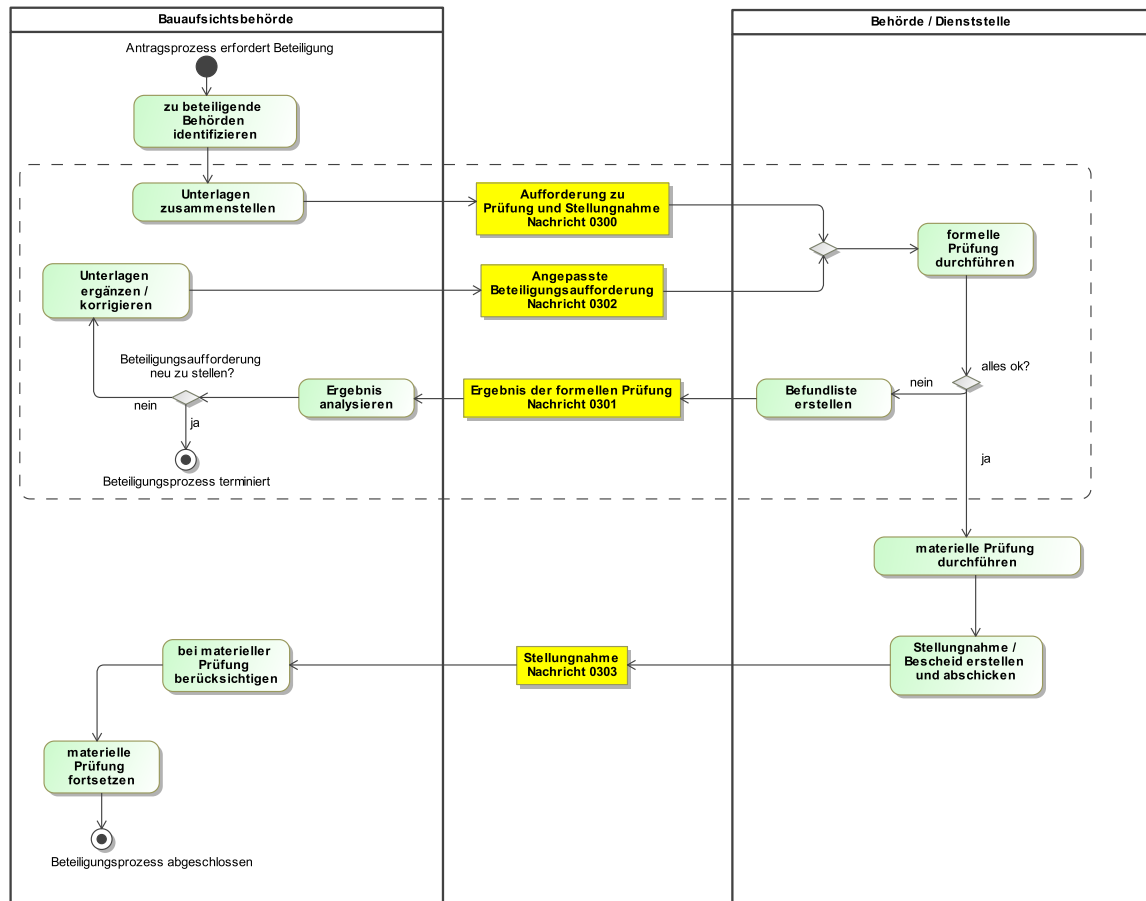 Bauaufsichtsbehörde
Behörde / Dienststelle
Antragsprozess erfordert Beteiligung
zu beteiligende
Behörden
identifizieren
Unterlagen
zusammenstellen
Aufforderung zu
Prüfung und Stellungnahme
Nachricht 0300
formelle
Prüfung
durchführen
Unterlagen
ergänzen /
korrigieren
Angepasste
Beteiligungsaufforderung
Nachricht 0302
Beteiligungsaufforderung
neu zu stellen?
nein
ja
Ergebnis
analysieren
Ergebnis der formellen Prüfung
Nachricht 0301
Befundliste
erstellen
nein
alles ok?
ja
Beteiligungsprozess terminiert
materielle Prüfung
durchführen
bei materieller
Prüfung
berücksichtigen
Stellungnahme
Nachricht 0303
Stellungnahme /
Bescheid erstellen
und abschicken
materielle
Prüfung
fortsetzen
Beteiligungsprozess abgeschlossen